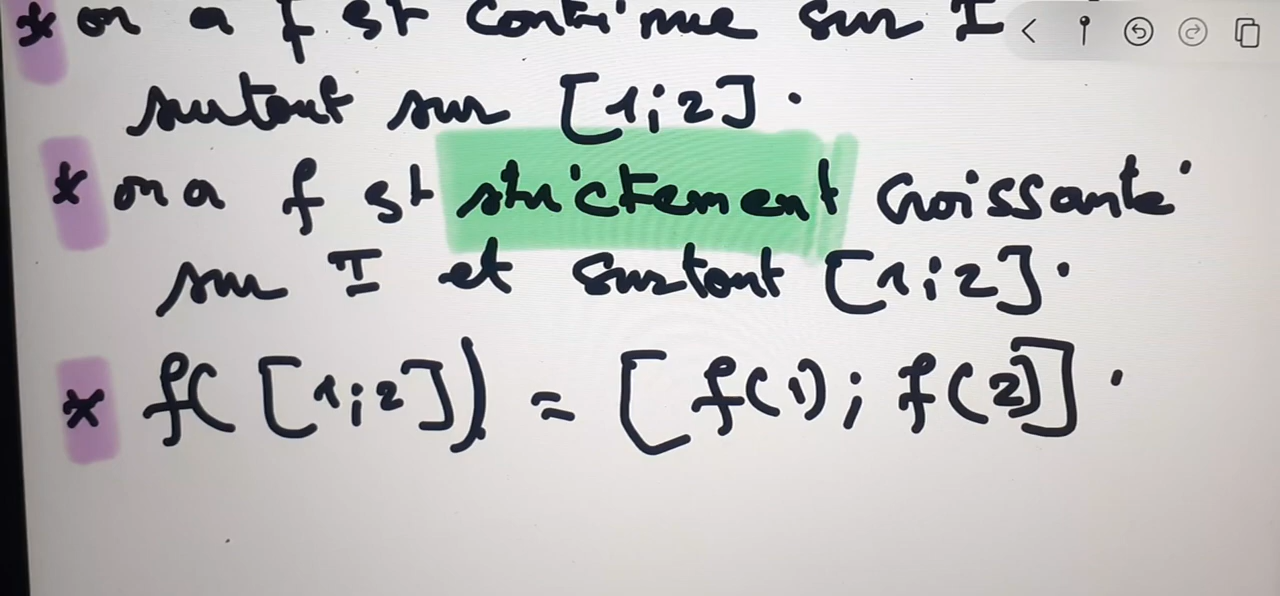 * on a f st continue sur I
sutout sur [1;2].
* on a f st strictement croissante
sur I et surtout [1;2].
* f([1;2]) = [f(1); f(2)].